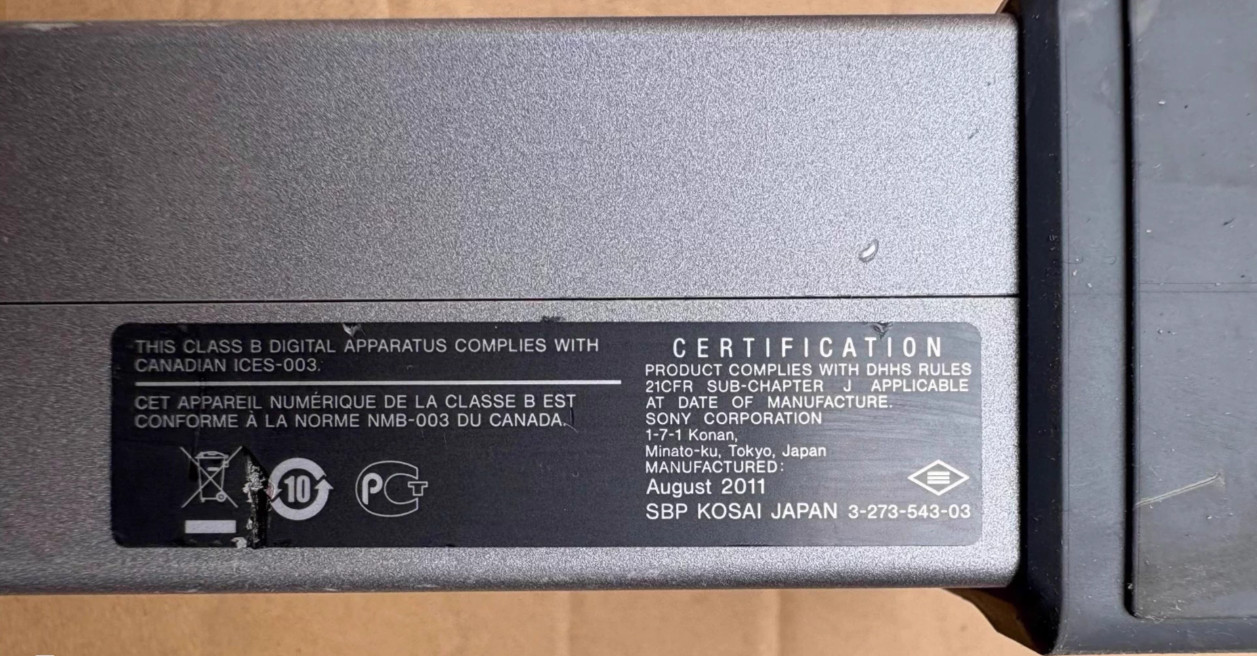 THIS CLASS B DIGITAL APPARATUS COMPLIES WITH
CANADIAN ICES-003.
CET APPAREIL NUMÉRIQUE DE LA CLASSE B EST
CONFORME À LA NORME NMB-003 DU CANADA.
10
PCT
CERTIFICATION
PRODUCT COMPLIES WITH DHHS RULES
21CFR SUB-CHAPTER J APPLICABLE
AT DATE OF MANUFACTURE.
SONY CORPORATION
1-7-1 Konan,
Minato-ku, Tokyo, Japan
MANUFACTURED:
August 2011
SBP KOSAI JAPAN 3-273-543-03